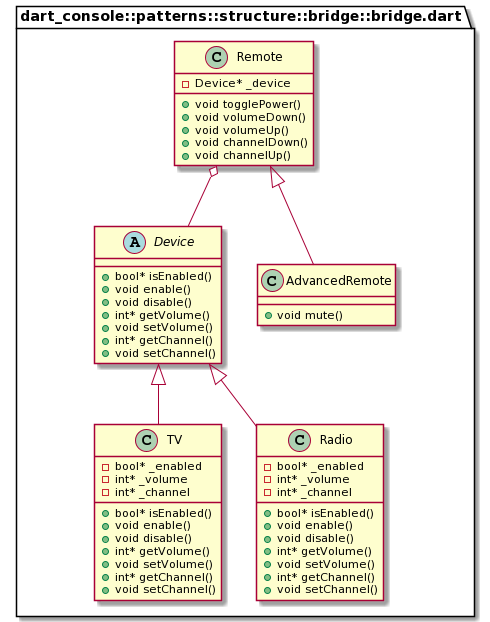 dart_console::patterns::structure::bridge::bridge.dart
C Remote
Device* _device
void togglePower()
void volumeDown()
void volumeUp()
void channelDown()
void channelUp()
A Device
bool* isEnabled()
void enable()
void disable()
int* getVolume()
void setVolume()
int* getChannel()
void setChannel()
C AdvancedRemote
void mute()
C TV
bool* _enabled
int* _volume
int* _channel
bool* isEnabled()
void enable()
void disable()
int* getVolume()
void setVolume()
int* getChannel()
void setChannel()
C Radio
bool* _enabled
int* _volume
int* _channel
bool* isEnabled()
void enable()
void disable()
int* getVolume()
void setVolume()
int* getChannel()
void setChannel()